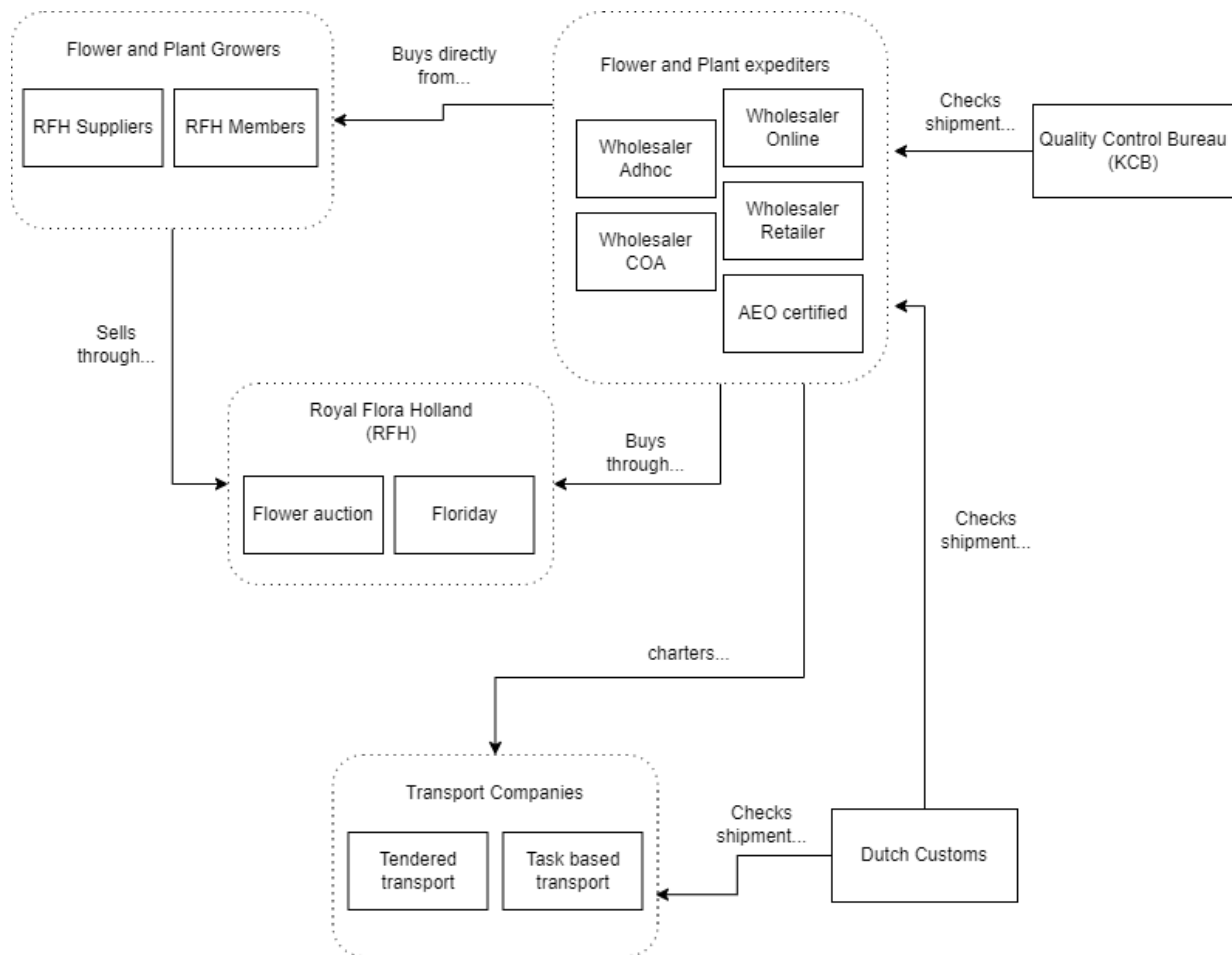 Flower and Plant Growers
RFH Suppliers
RFH Members
Buys directly
from...
Flower and Plant expediters
Wholesaler
Adhoc
Wholesaler
Online
Wholesaler
COA
Wholesaler
Retailer
AEO certified
Checks
shipment...
Quality Control Bureau
(KCB)
Sells
through...
Royal Flora Holland
(RFH)
Flower auction
Floriday
Buys
through...
Checks
shipment...
charters...
Transport Companies
Tendered
transport
Task based
transport
Checks
shipment...
Dutch Customs